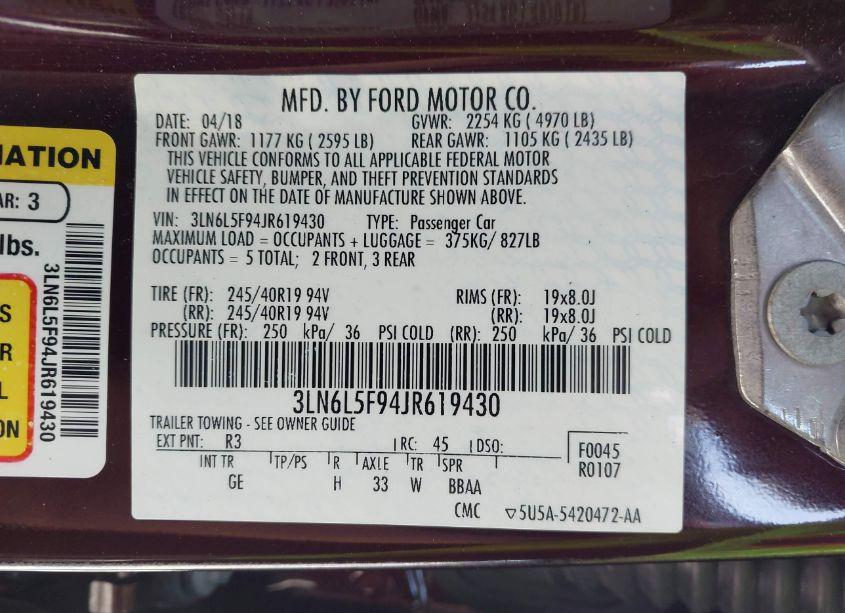 MFD. BY FORD MOTOR CO.
DATE: 04/18 GVWR: 2254 KG ( 4970 LB)
FRONT GAWR: 1177 KG ( 2595 LB) REAR GAWR: 1105 KG ( 2435 LB)
THIS VEHICLE CONFORMS TO ALL APPLICABLE FEDERAL MOTOR
VEHICLE SAFETY, BUMPER, AND THEFT PREVENTION STANDARDS
IN EFFECT ON THE DATE OF MANUFACTURE SHOWN ABOVE.
VIN: 3LN6L5F94JR619430 TYPE: Passenger Car
MAXIMUM LOAD = OCCUPANTS + LUGGAGE = 375KG/ 827LB
OCCUPANTS = 5 TOTAL; 2 FRONT, 3 REAR
TIRE (FR): 245/40R19 94V RIMS (FR): 19x8.0J
(RR): 245/40R19 94V (RR): 19x8.0J
PRESSURE (FR): 250 kPa/ 36 PSI COLD (RR): 250 kPa/ 36 PSI COLD
3LN6L5F94JR619430
TRAILER TOWING - SEE OWNER GUIDE
EXT PNT: R3 RC: 45 DSO:
F0045
R0107
INT TR TP/PS R AXLE TR SPR
GE H 33 W BBAA
CMC ▽5U5A-5420472-AA
MATION
AR: 3
lbs.
S
R
L
ON
3LN6L5F94JR619430